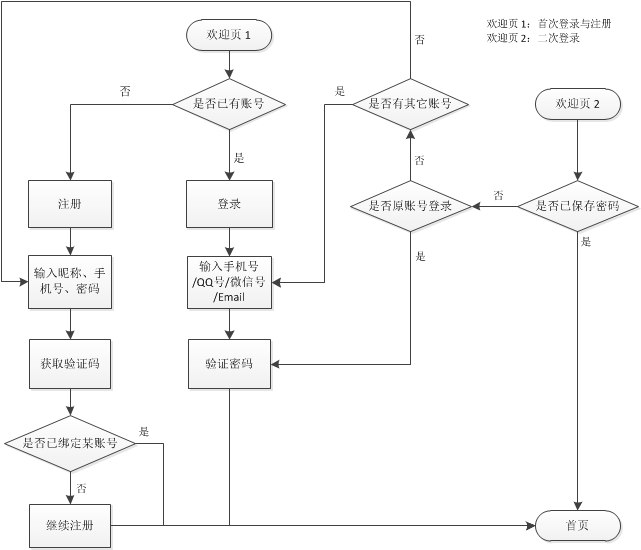 欢迎页1：首次登录与注册
欢迎页2：二次登录
欢迎页 1
否
是否已有账号
是
否
是否有其它账号
是
欢迎页 2
否
注册
登录
是否原账号登录
否
是否已保存密码
是
是
输入昵称、手
机号、密码
输入手机号
/QQ号/微信号
/Email
获取验证码
验证密码
是否已绑定某账号
是
否
继续注册
首页